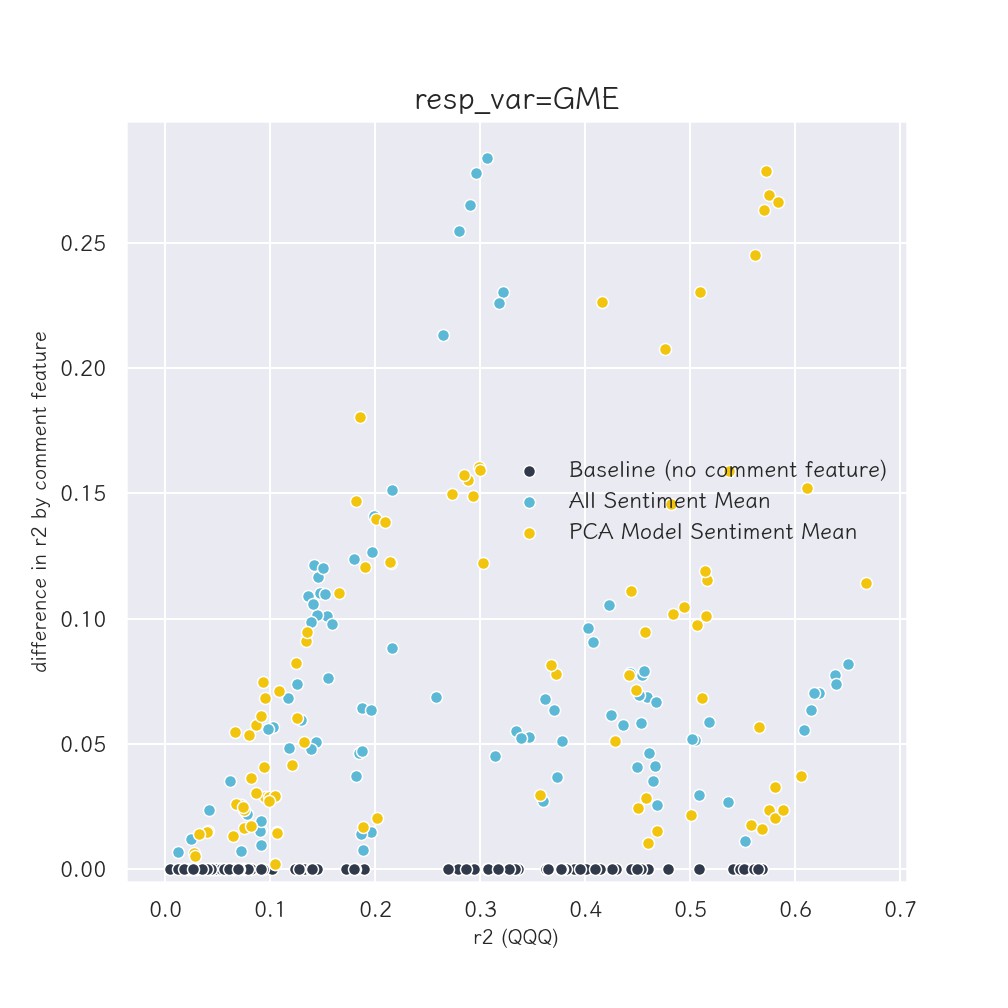 resp_var=GME
difference in r2 by comment feature
0.25
0.20
0.15
0.10
0.05
0.00
Baseline (no comment feature)
All Sentiment Mean
PCA Model Sentiment Mean
0.0 0.1 0.2 0.3 0.4 0.5 0.6 0.7
r2 (QQQ)